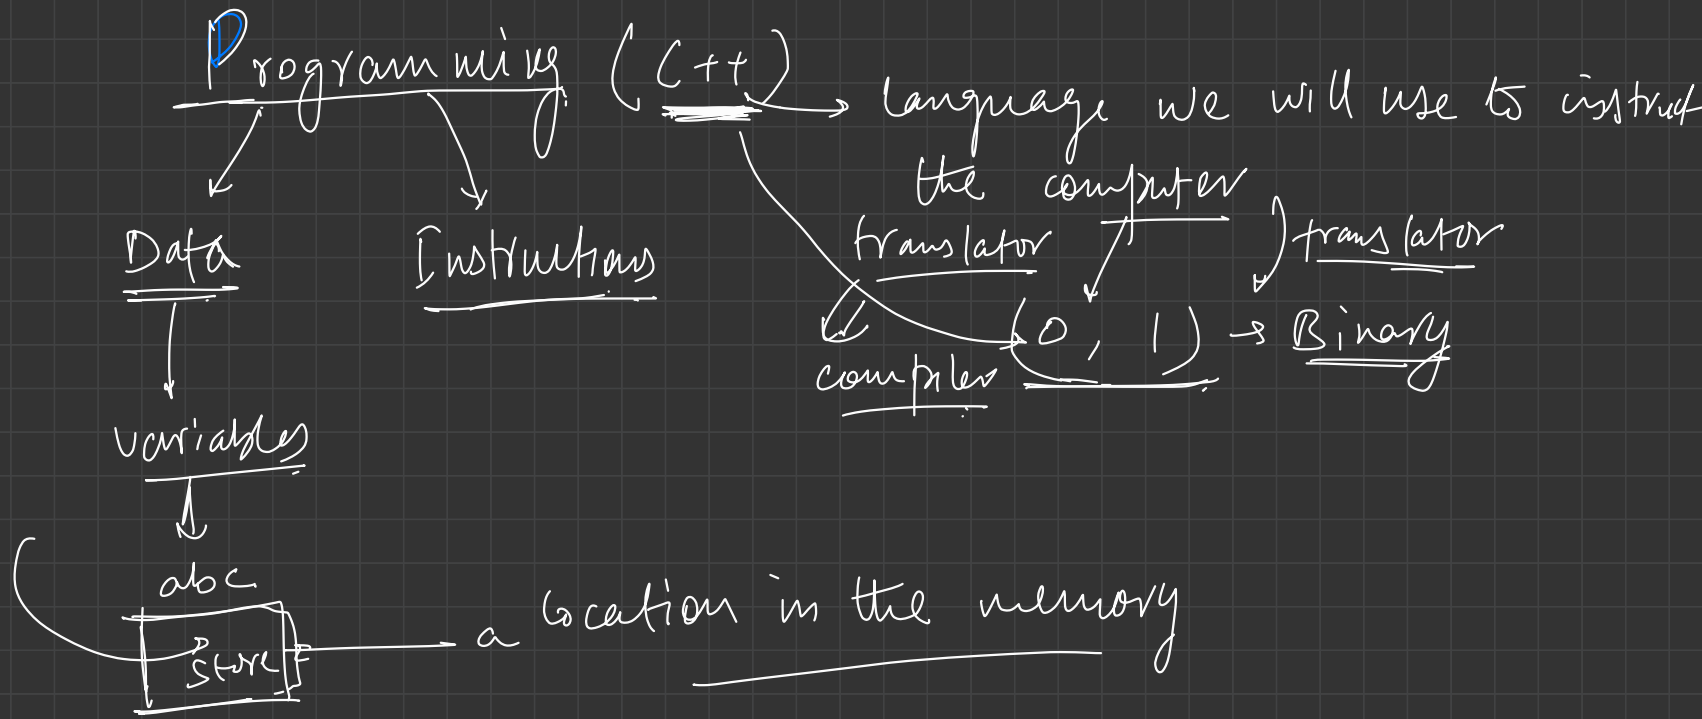 Programming (C++) → language we will use to instruct
the computer
translator translator
Data Instructions
(0, 1) → Binary
compiler
variables
abc
store → a location in the memory